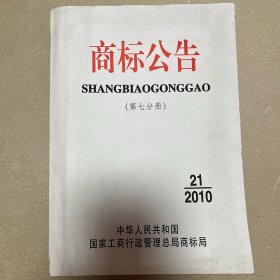 商标公告
SHANGBIAOGONGGAO
(第七分册)
21
2010
中华人民共和国
国家工商行政管理总局商标局